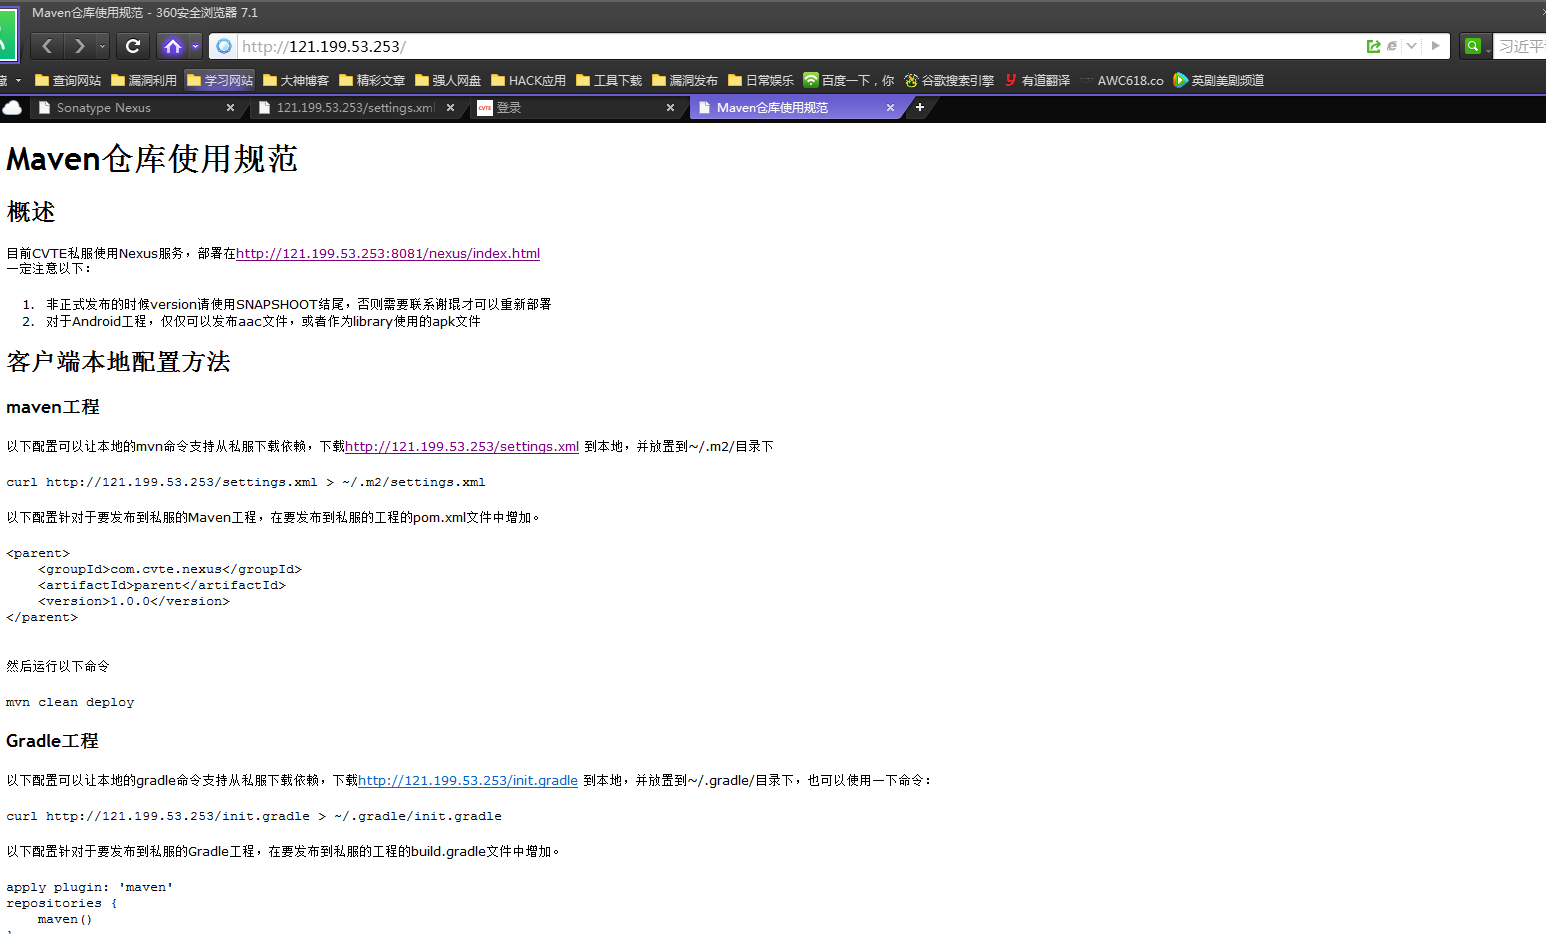 Maven仓库使用规范 - 360安全浏览器 7.1
http://121.199.53.253/
习近平
藏 查询网站 漏洞利用 学习网站 大神博客 精彩文章 强人网盘 HACK应用 工具下载 漏洞发布 日常娱乐 百度一下，你 谷歌搜索引擎 有道翻译 AWC618.co 英剧美剧频道
Sonatype Nexus 121.199.53.253/settings.xml CVTE 登录 Maven仓库使用规范
Maven仓库使用规范
概述
目前CVTE私服使用Nexus服务，部署在http://121.199.53.253:8081/nexus/index.html
一定注意以下：
1. 非正式发布的时候version请使用SNAPSHOOT结尾，否则需要联系谢琨才可以重新部署
2. 对于Android工程，仅仅可以发布aac文件，或者作为library使用的apk文件
客户端本地配置方法
maven工程
以下配置可以让本地的mvn命令支持从私服下载依赖，下载http://121.199.53.253/settings.xml 到本地，并放置到~/.m2/目录下
curl http://121.199.53.253/settings.xml > ~/.m2/settings.xml
以下配置针对于要发布到私服的Maven工程，在要发布到私服的工程的pom.xml文件中增加。
<parent>
    <groupId>com.cvte.nexus</groupId>
    <artifactId>parent</artifactId>
    <version>1.0.0</version>
</parent>
然后运行以下命令
mvn clean deploy
Gradle工程
以下配置可以让本地的gradle命令支持从私服下载依赖，下载http://121.199.53.253/init.gradle 到本地，并放置到~/.gradle/目录下，也可以使用一下命令：
curl http://121.199.53.253/init.gradle > ~/.gradle/init.gradle
以下配置针对于要发布到私服的Gradle工程，在要发布到私服的工程的build.gradle文件中增加。
apply plugin: 'maven'
repositories {
    maven()